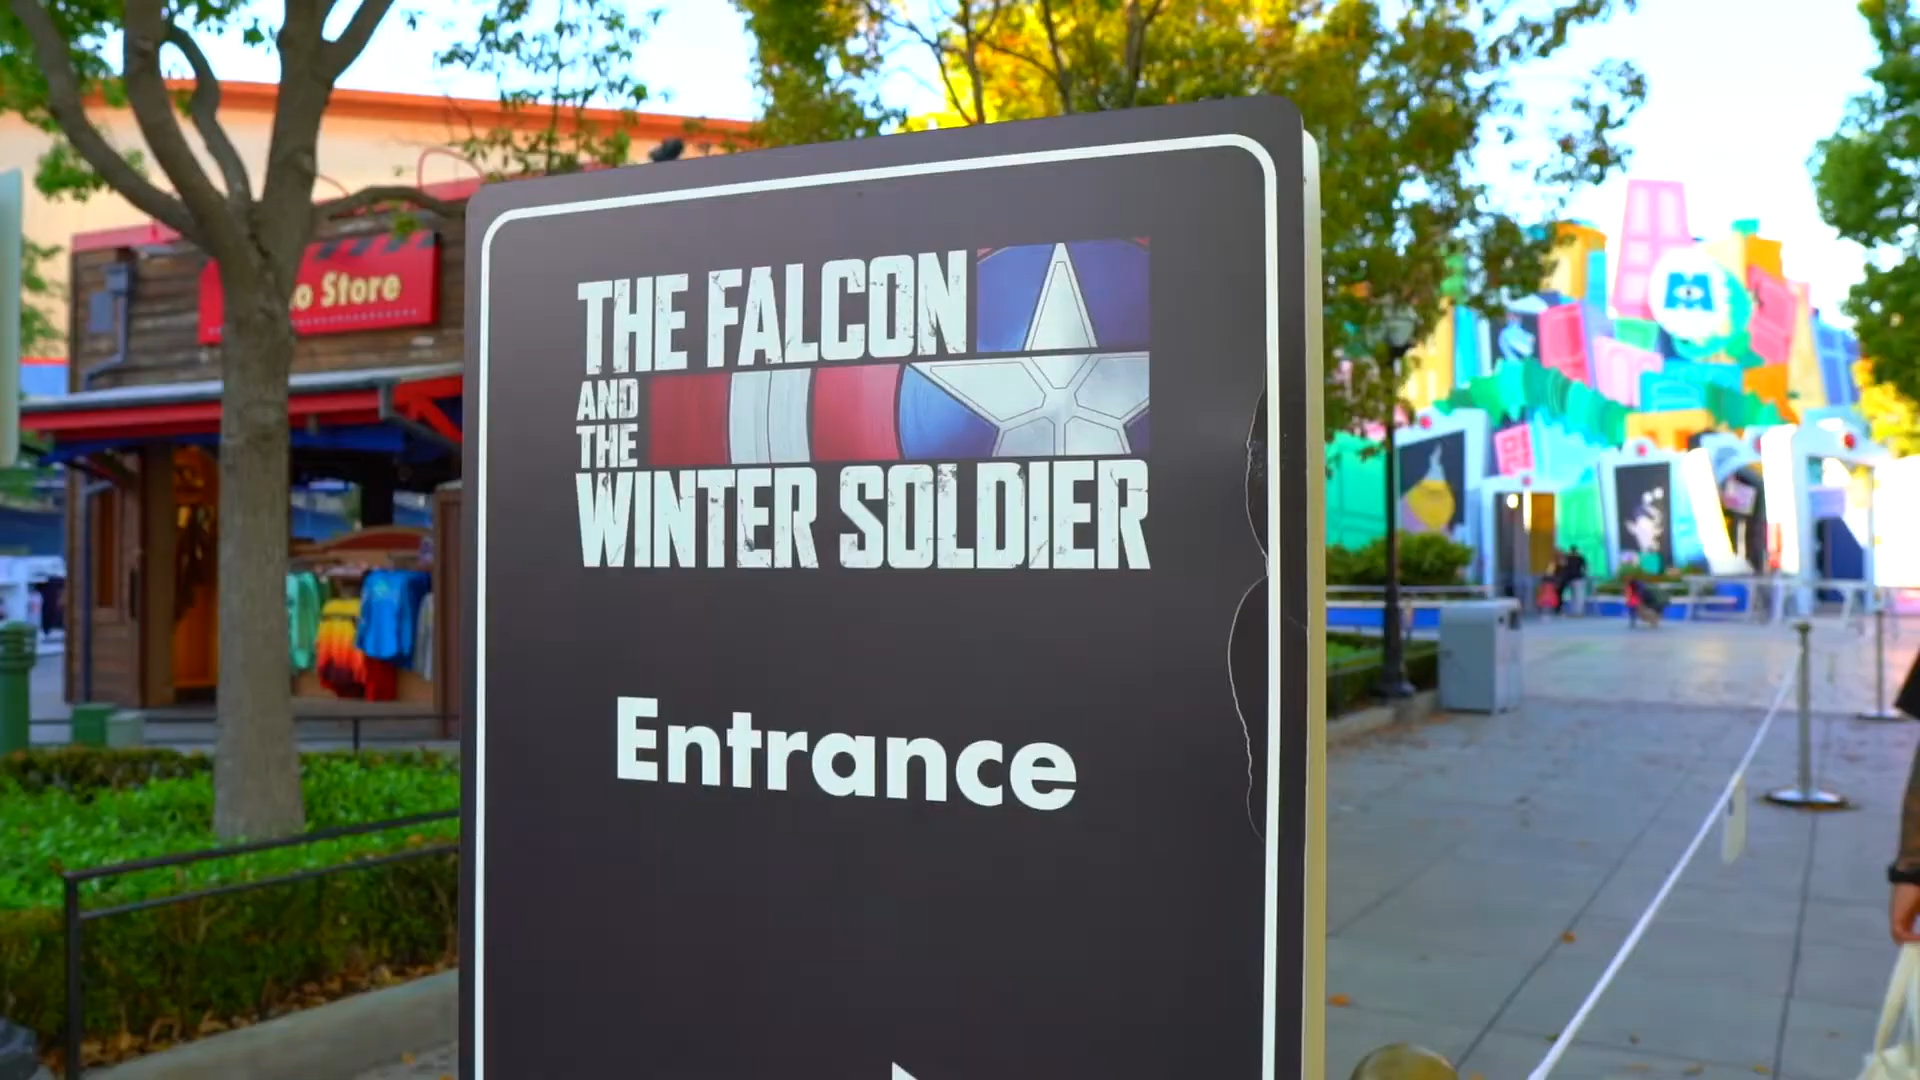 THE FALCON
AND
THE
WINTER SOLDIER
Entrance
Store